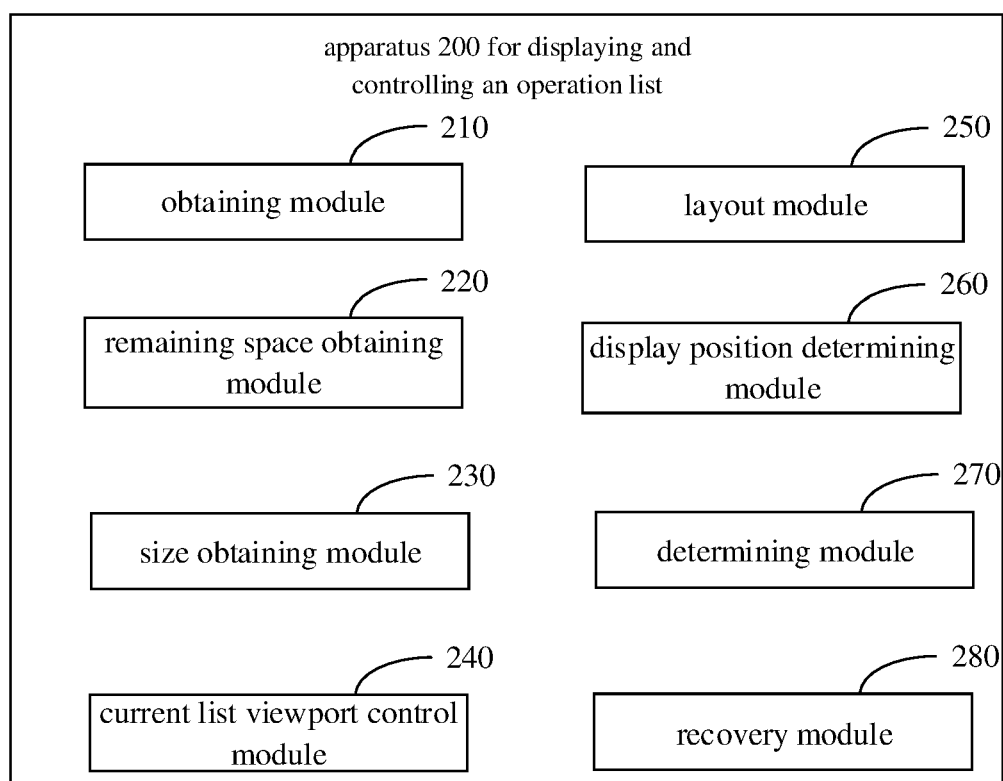 apparatus 200 for displaying and
controlling an operation list
210
obtaining module
220
remaining space obtaining
module
230
size obtaining module
240
current list viewport control
module
250
layout module
260
display position determining
module
270
determining module
280
recovery module